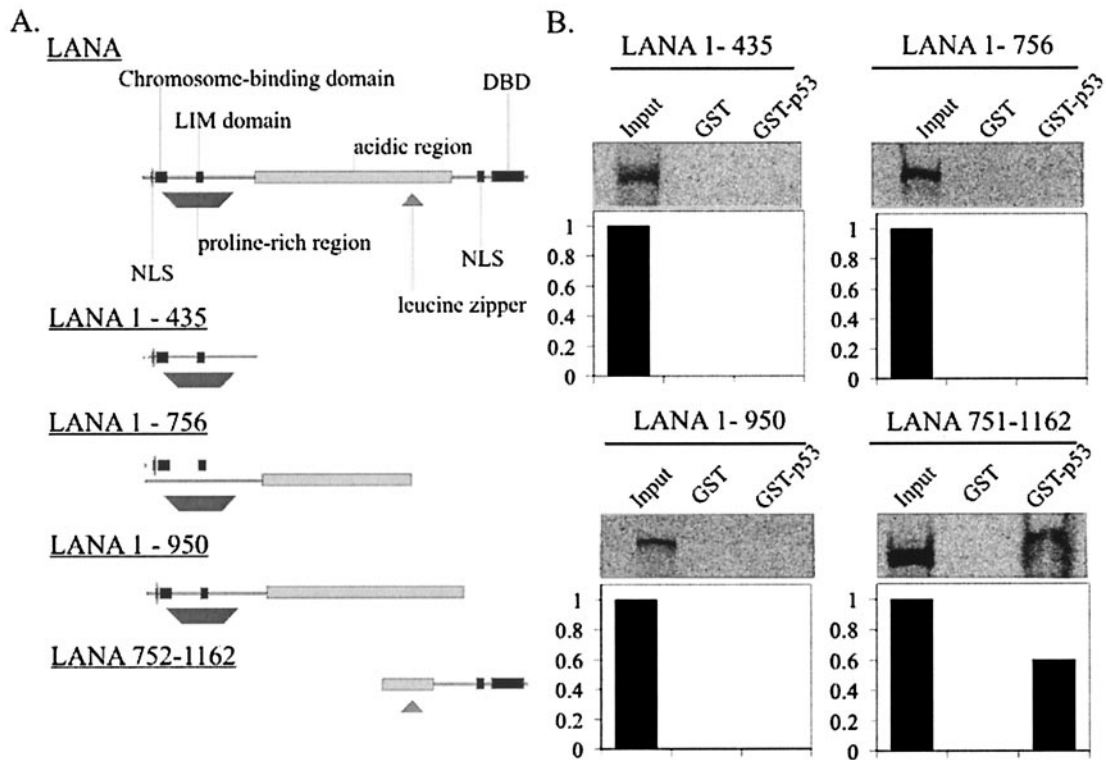 A.
LANA
Chromosome-binding domain
DBD
LIM domain
acidic region
proline-rich region
NLS
NLS
leucine zipper
LANA 1 - 435
LANA 1 - 756
LANA 1 - 950
LANA 752-1162
B.
LANA 1- 435
Input GST GST-p53
1
0.8
0.6
0.4
0.2
0
LANA 1- 756
Input GST GST-p53
1
0.8
0.6
0.4
0.2
0
LANA 1- 950
Input GST GST-p53
1
0.8
0.6
0.4
0.2
0
LANA 751-1162
Input GST GST-p53
1
0.8
0.6
0.4
0.2
0